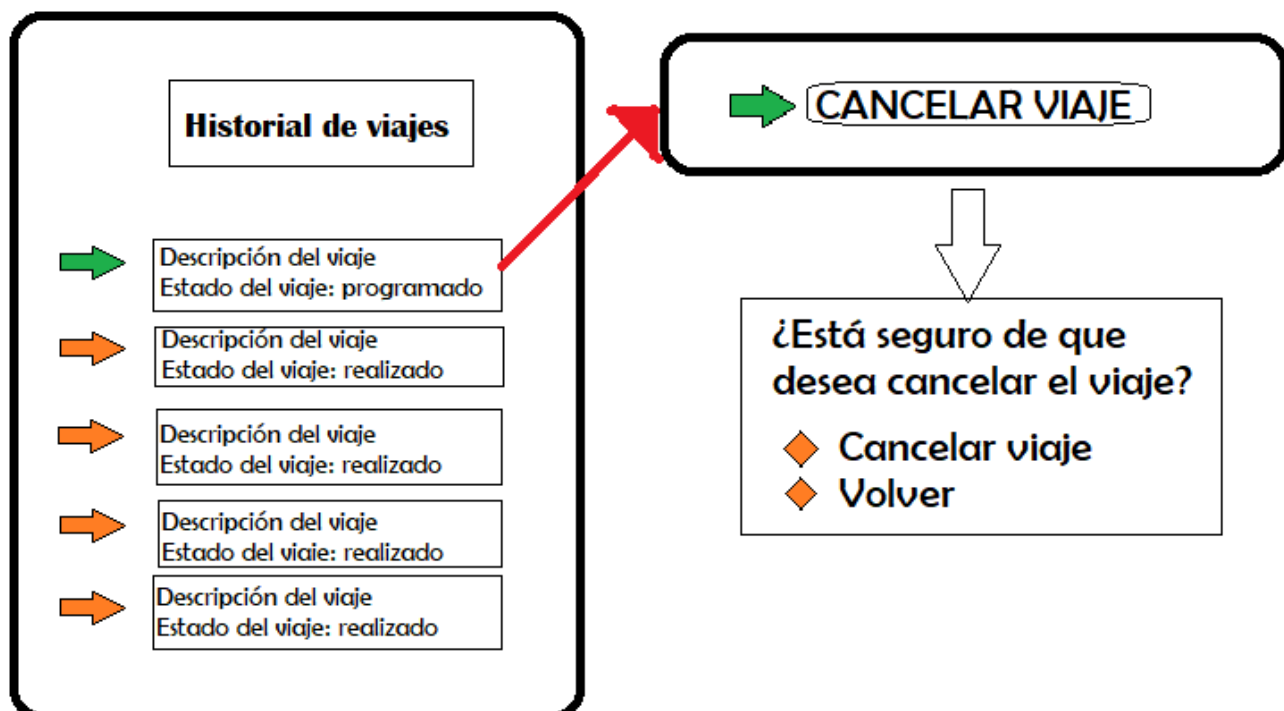 Historial de viajes
Descripción del viaje
Estado del viaje: programado
Descripción del viaje
Estado del viaje: realizado
Descripción del viaje
Estado del viaje: realizado
Descripción del viaje
Estado del viaje: realizado
Descripción del viaje
Estado del viaje: realizado
CANCELAR VIAJE
¿Está seguro de que
desea cancelar el viaje?
Cancelar viaje
Volver